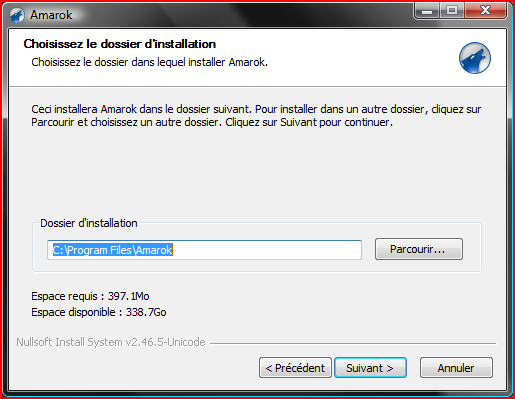 Amarok
Choisissez le dossier d'installation
Choisissez le dossier dans lequel installer Amarok.
Ceci installera Amarok dans le dossier suivant. Pour installer dans un autre dossier, cliquez sur
Parcourir et choisissez un autre dossier. Cliquez sur Suivant pour continuer.
Dossier d'installation
C:\Program Files\Amarok
Parcourir...
Espace requis : 397.1Mo
Espace disponible : 338.7Go
Nullsoft Install System v2.46.5-Unicode
< Précédent
Suivant >
Annuler